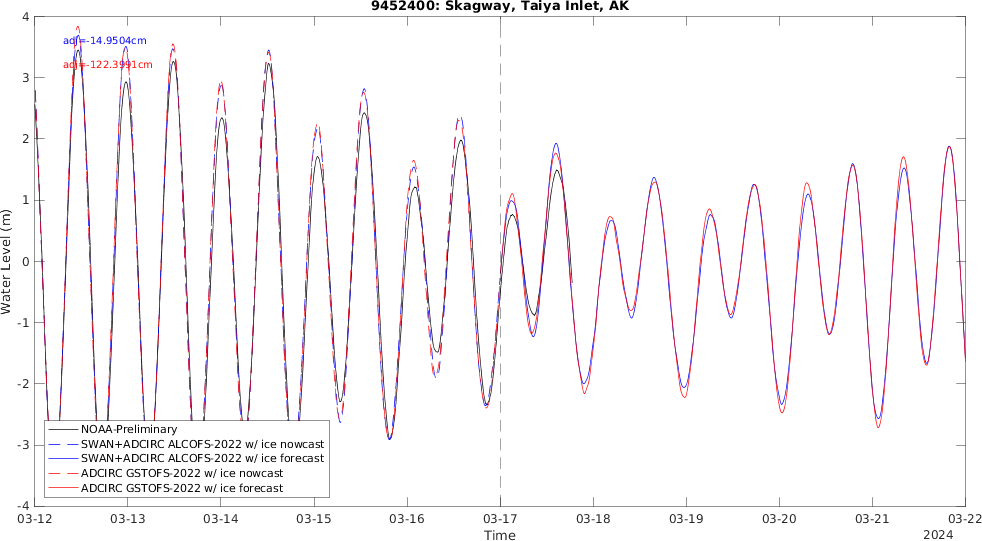 9452400: Skagway, Taiya Inlet, AK
adj=-14.9504cm
adj=-122.3991cm
Water Level (m)
4
3
2
1
0
-1
-2
-3
-4
NOAA-Preliminary
SWAN+ADCIRC ALCOFS-2022 w/ ice nowcast
SWAN+ADCIRC ALCOFS-2022 w/ ice forecast
ADCIRC GSTOFS-2022 w/ ice nowcast
ADCIRC GSTOFS-2022 w/ ice forecast
03-12 03-13 03-14 03-15 03-16 03-17 03-18 03-19 03-20 03-21 03-22
Time
2024